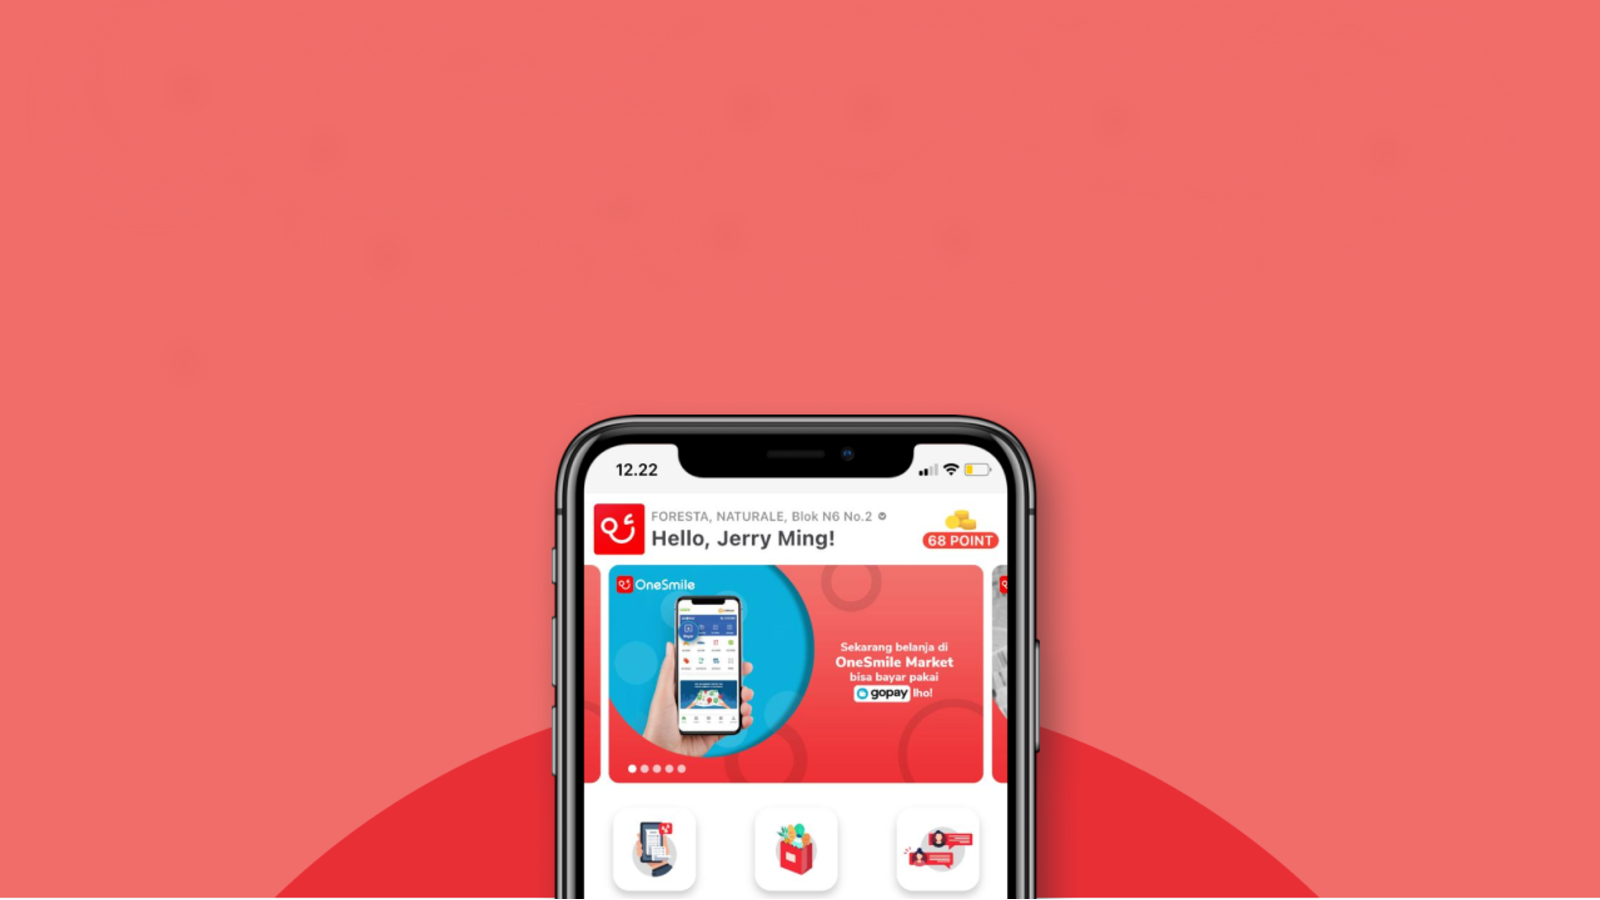 12.22
FORESTA, NATURALE, Blok N6 No.2
Hello, Jerry Ming!
68 POINT
OneSmile
Sekarang belanja di
OneSmile Market
bisa bayar pakai
gopay lho!